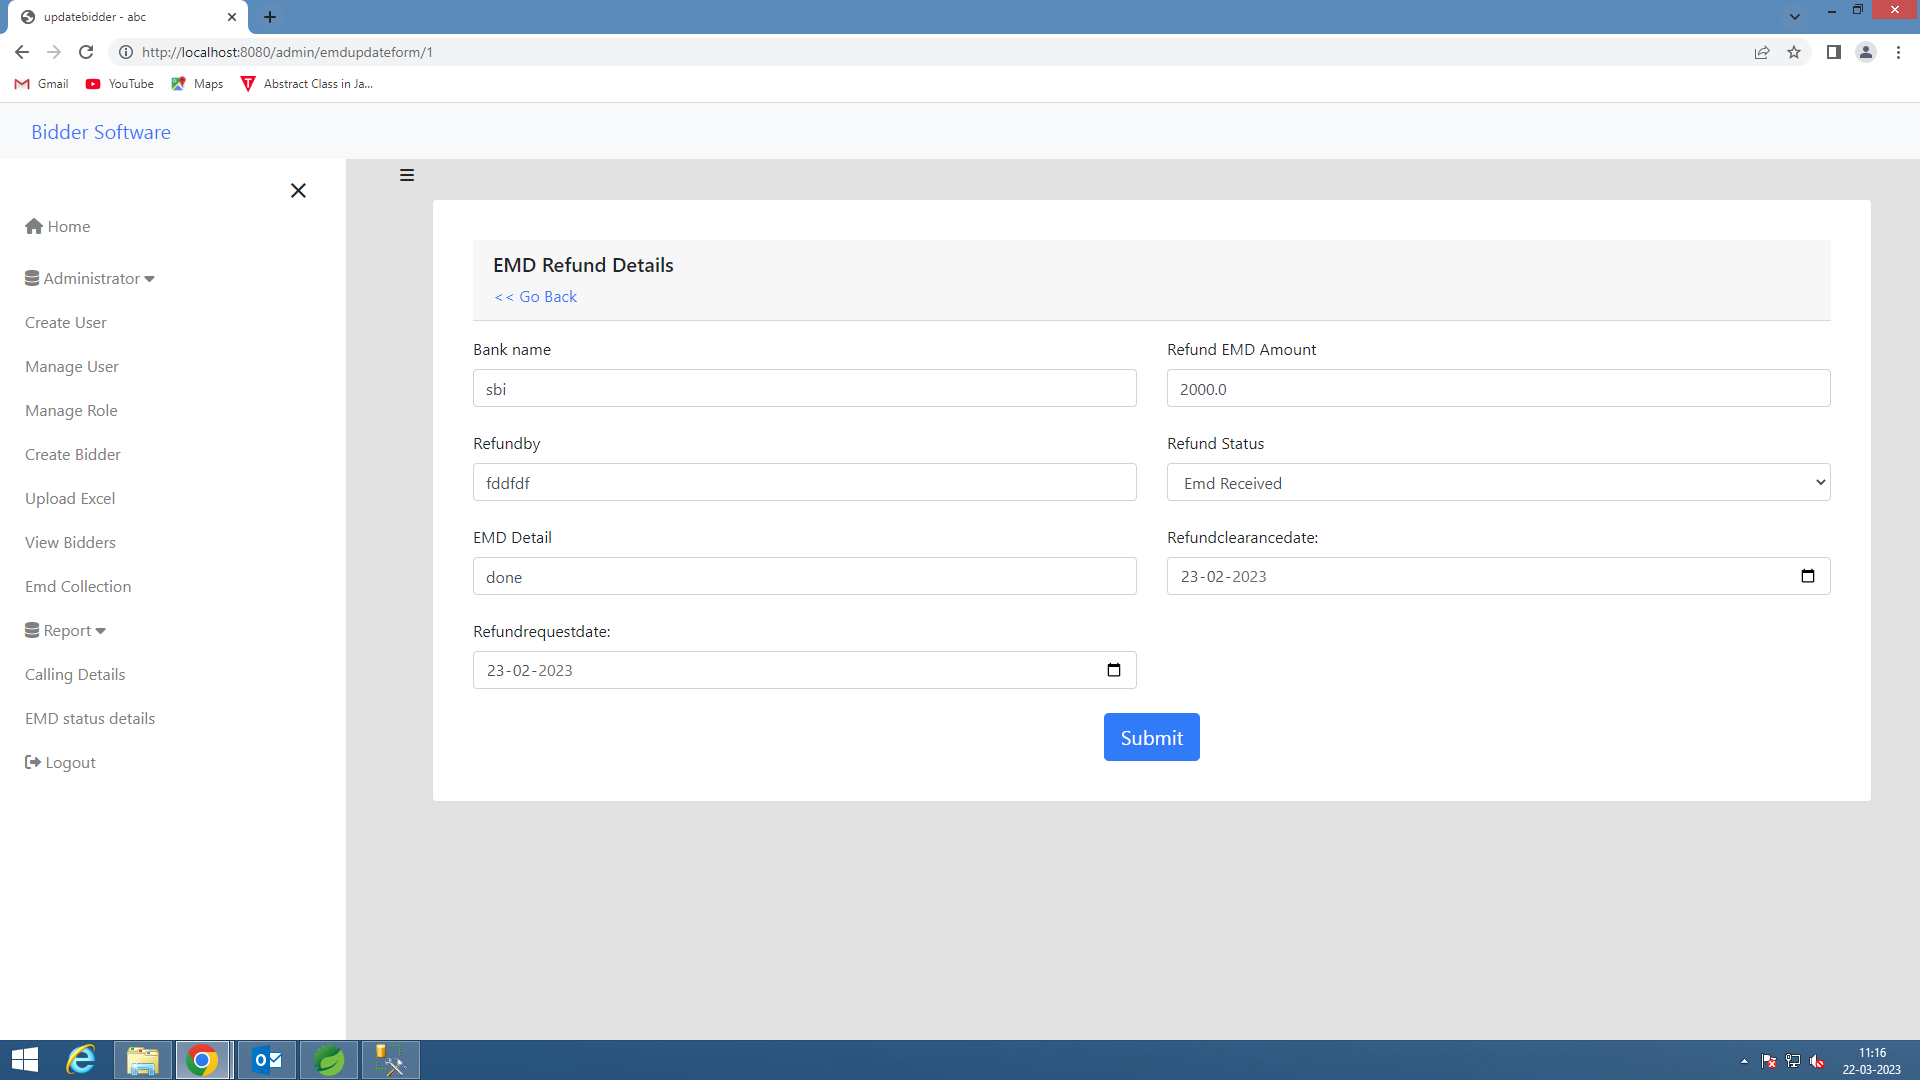 updatebidder - abc
http://localhost:8080/admin/emdupdateform/1
Gmail
YouTube
Maps
Abstract Class in Ja...
Bidder Software
Home
Administrator
Create User
Manage User
Manage Role
Create Bidder
Upload Excel
View Bidders
Emd Collection
Report
Calling Details
EMD status details
Logout
EMD Refund Details
<< Go Back
Bank name
sbi
Refund EMD Amount
2000.0
Refundby
fddfdf
Refund Status
Emd Received
EMD Detail
done
Refundclearancedate:
23-02-2023
Refundrequestdate:
23-02-2023
Submit
11:16
22-03-2023